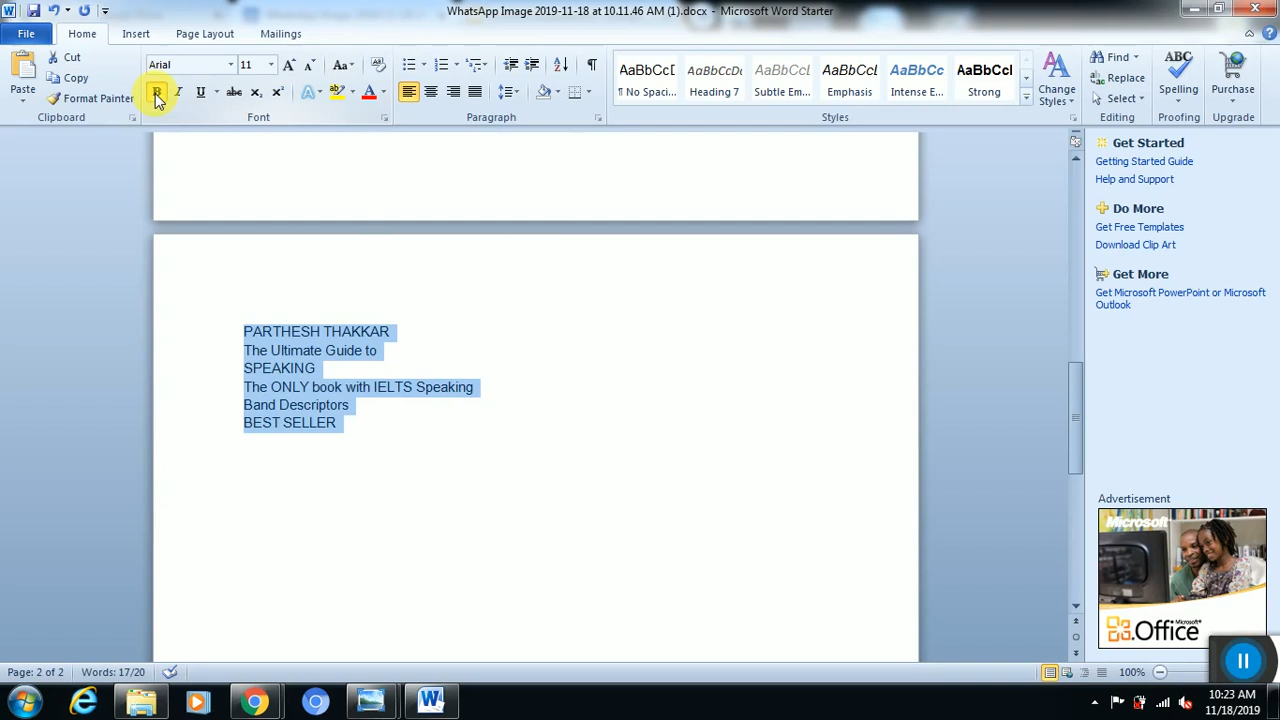 WhatsApp Image 2019-11-18 at 10.11.46 AM (1).docx - Microsoft Word Starter
File Home Insert Page Layout Mailings
Cut
Copy
Format Painter
Paste
Clipboard
Arial 11
Font
Paragraph
AaBbCcD AaBbCcDc AaBbCcI AaBbCcI AaBbCc AaBbCc
¶ No Spaci... Heading 7 Subtle Em... Emphasis Intense E... Strong
Styles
Change Styles
Find
Replace
Select
Editing
Spelling
Proofing
Purchase
Upgrade
PARTHESH THAKKAR
The Ultimate Guide to
SPEAKING
The ONLY book with IELTS Speaking
Band Descriptors
BEST SELLER
Get Started
Getting Started Guide
Help and Support
Do More
Get Free Templates
Download Clip Art
Get More
Get Microsoft PowerPoint or Microsoft
Outlook
Advertisement
Microsoft
Office
Page: 2 of 2 Words: 17/20 100%
10:23 AM
11/18/2019